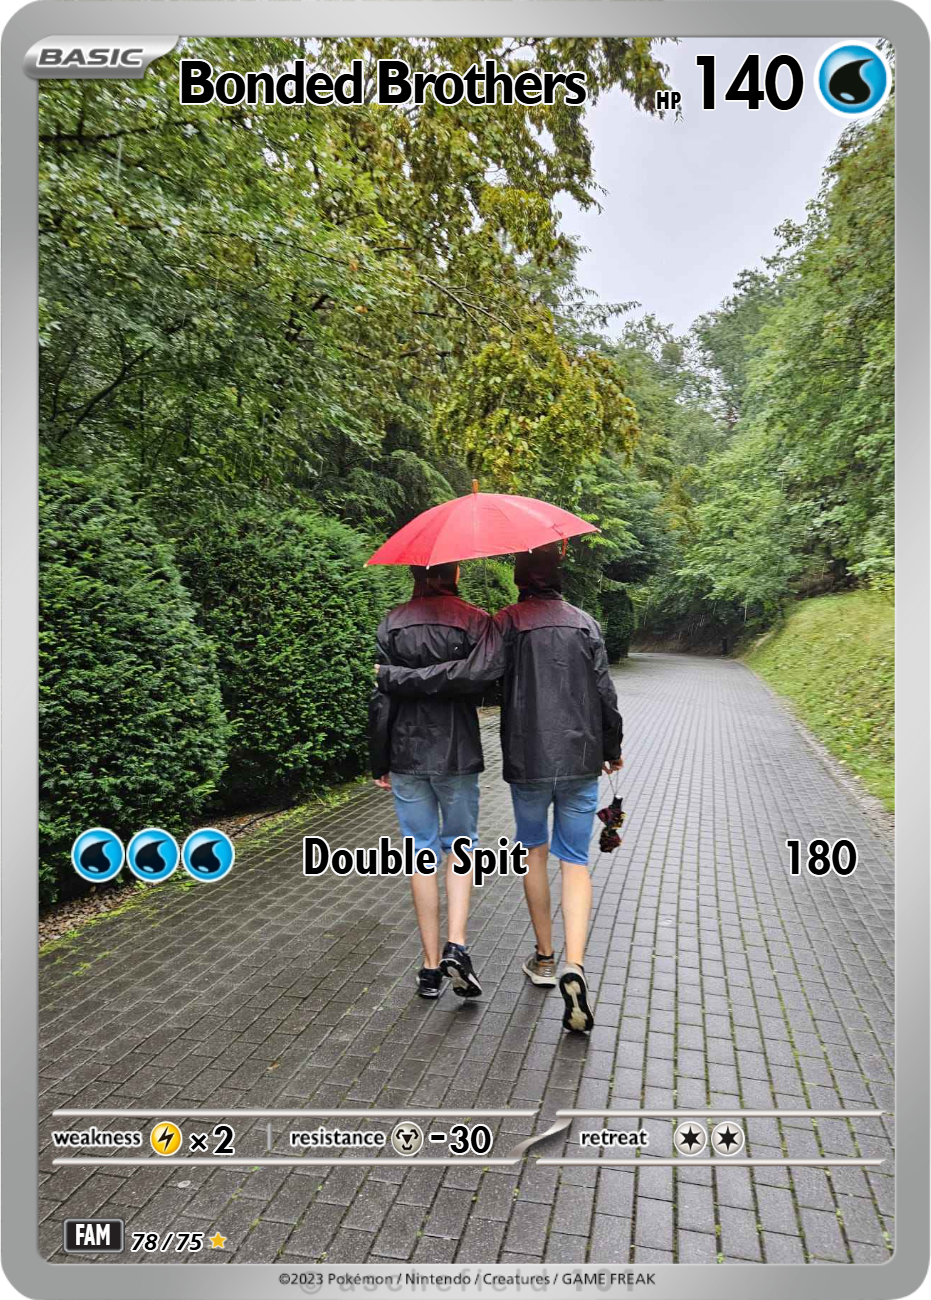 BASIC
Bonded Brothers HP 140
Double Spit 180
weakness ×2 resistance -30 retreat
FAM 78/75
©2023 Pokémon / Nintendo / Creatures / GAME FREAK